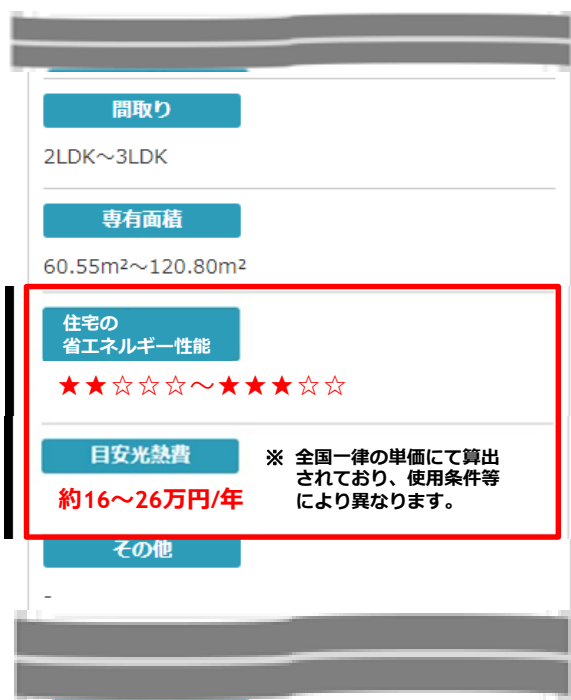 間取り
2LDK～3LDK
専有面積
60.55m²～120.80m²
住宅の
省エネルギー性能
★★☆☆☆～★★★☆☆
目安光熱費
約16～26万円/年
※ 全国一律の単価にて算出
されており、使用条件等
により異なります。
その他
-